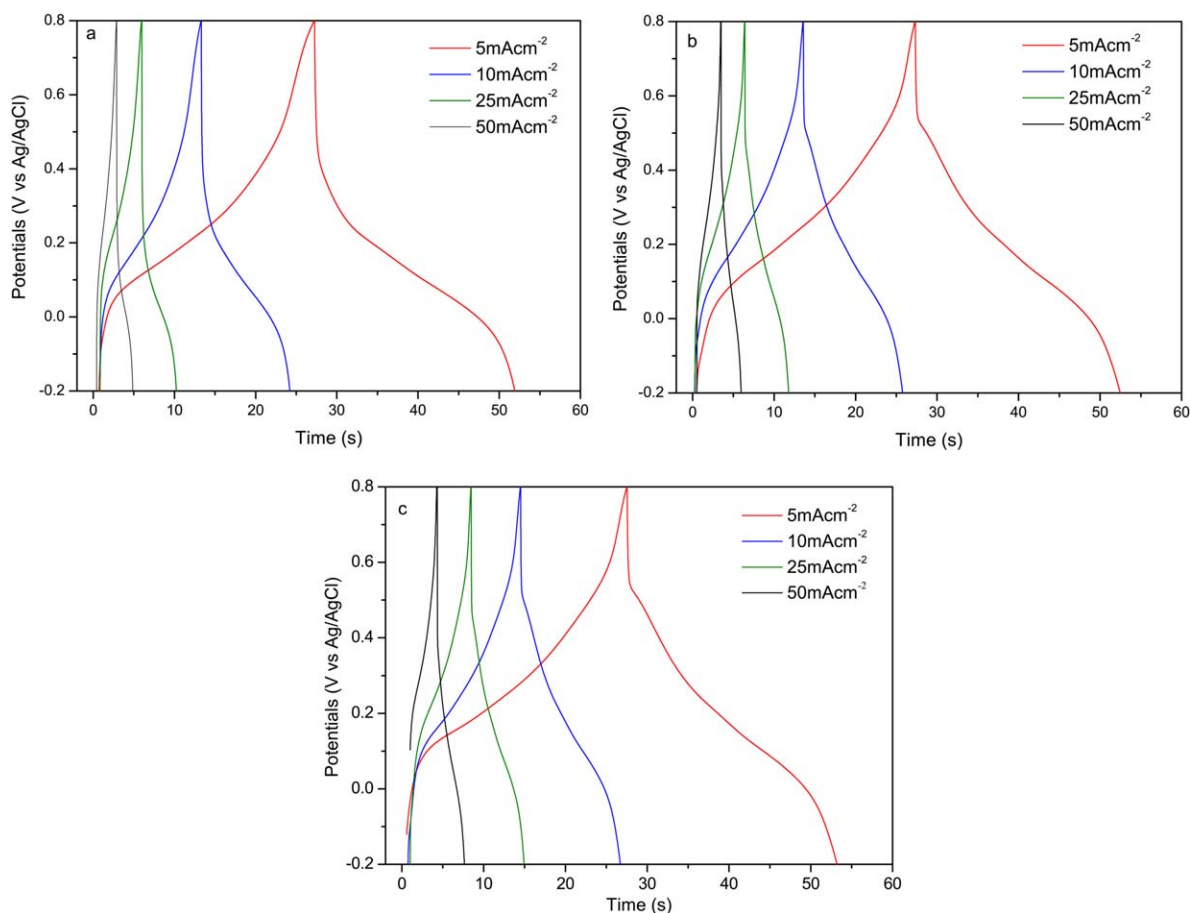 a
5mAcm⁻²
10mAcm⁻²
25mAcm⁻²
50mAcm⁻²
0.8
0.6
0.4
0.2
0.0
-0.2
Potentials (V vs Ag/AgCl)
0 10 20 30 40 50 60
Time (s)
b
5mAcm⁻²
10mAcm⁻²
25mAcm⁻²
50mAcm⁻²
0.8
0.6
0.4
0.2
0.0
-0.2
Potentials (V vs Ag/AgCl)
0 10 20 30 40 50 60
Time (s)
c
5mAcm⁻²
10mAcm⁻²
25mAcm⁻²
50mAcm⁻²
0.8
0.6
0.4
0.2
0.0
-0.2
Potentials (V vs Ag/AgCl)
0 10 20 30 40 50 60
Time (s)